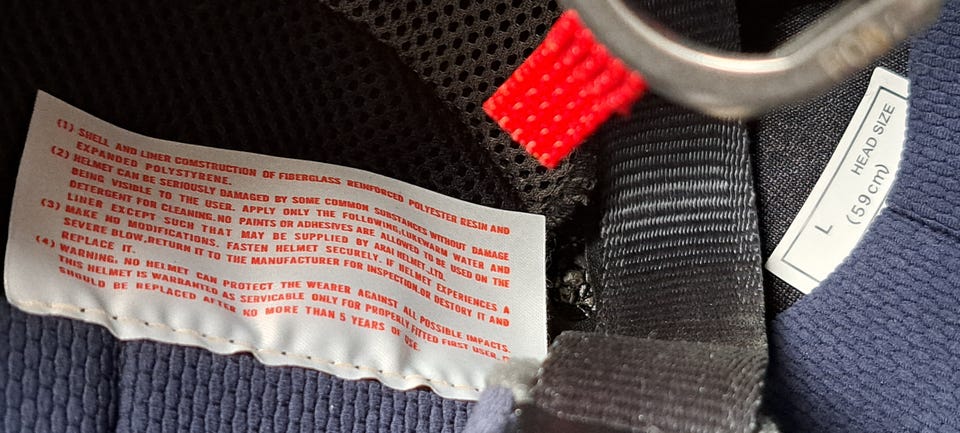 (1) SHELL AND LINER COMSTRUCTION OF FIBERGLASS REINFORCED POLYESTER RESIN AND
EXPANDED POLYSTYRENE.
(2) HELMET CAN BE SERIOUSLY DAMAGED BY SOME COMMON SUBSTANCES WITHOUT DAMAGE
BEING VISIBLE TO THE USER. APPLY ONLY THE FOLLOWING,LUKEWARM WATER AND
DETERGENT FOR CLEANING.NO PAINTS OR ADHESIVES ARE ALLOWED TO BE USED ON THE
LINER EXCEPT SUCH THAT MAY BE SUPPLIED BY ARAI HELMET,LTD.
(3) MAKE NO MODIFICATIONS. FASTEN HELMET SECURELY. IF HELMET EXPERIENCES A
SEVERE BLOW,RETURN IT TO THE MANUFACTURER FOR INSPECTION,OR DESTORY IT AND
REPLACE IT.
(4) WARNING, NO HELMET CAN PROTECT THE WEARER AGAINST ALL POSSIBLE IMPACTS.
THIS HELMET IS WARRANTED AS SERVICABLE ONLY FOR PROPERLY FITTED FIRST USER.
SHOULD BE REPLACED AFTER NO MORE THAN 5 YEARS OF USE.
HEAD SIZE
L (59cm)